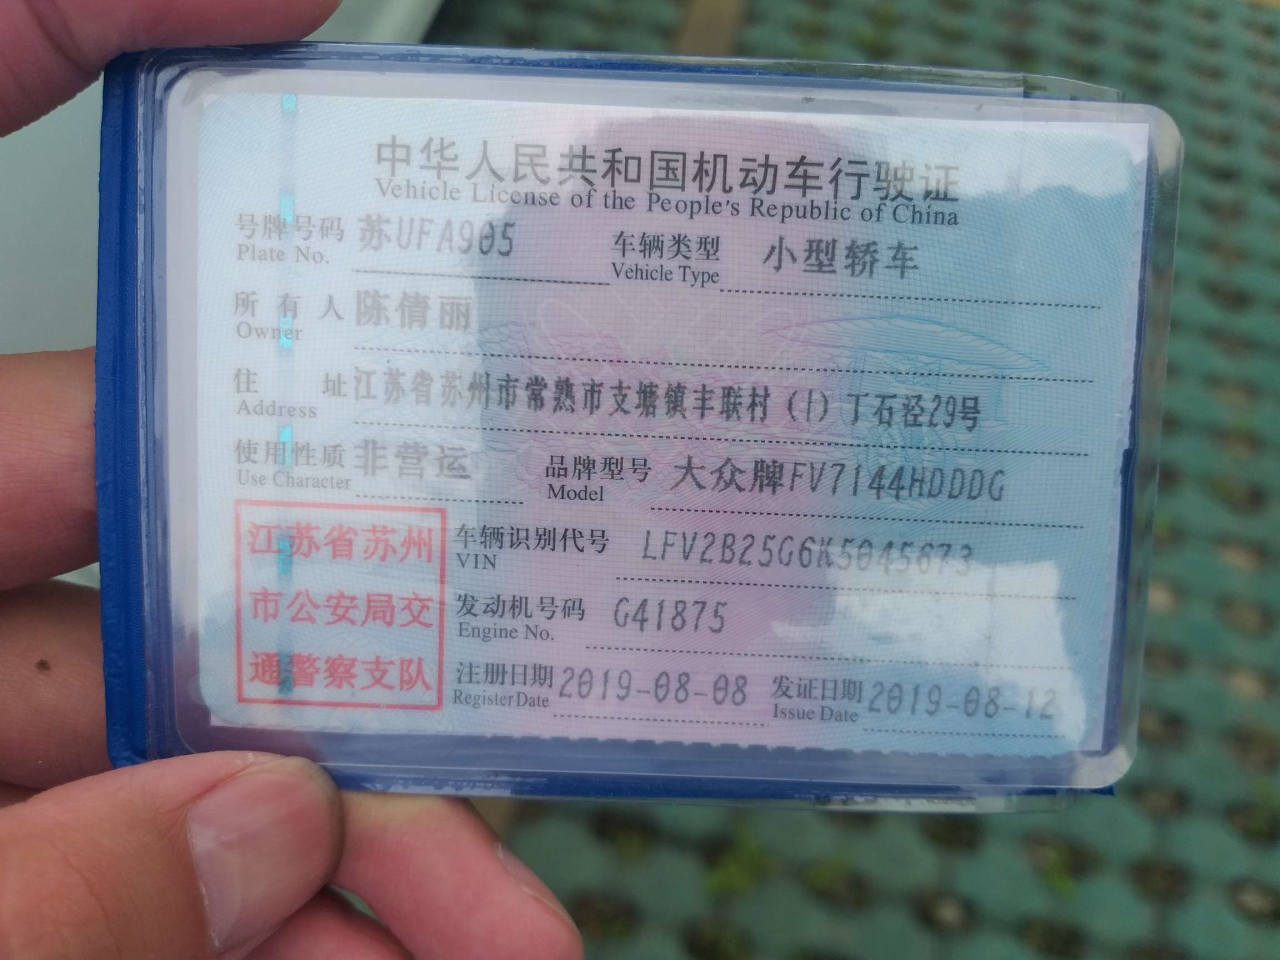 中华人民共和国机动车行驶证
Vehicle License of the People's Republic of China
号牌号码 苏UFA905 车辆类型 小型轿车
Plate No. Vehicle Type
所有人 陈倩丽
Owner
住址 江苏省苏州市常熟市支塘镇丰联村（十）丁石泾29号
Address
使用性质 非营运 品牌型号 大众牌FV7144HDDDG
Use Character Model
江苏省苏州
市公安局交
通警察支队
车辆识别代号 LFV2B25G6K5045673
VIN
发动机号码 G41875
Engine No.
注册日期 2019-08-08 发证日期 2019-08-12
Register Date Issue Date